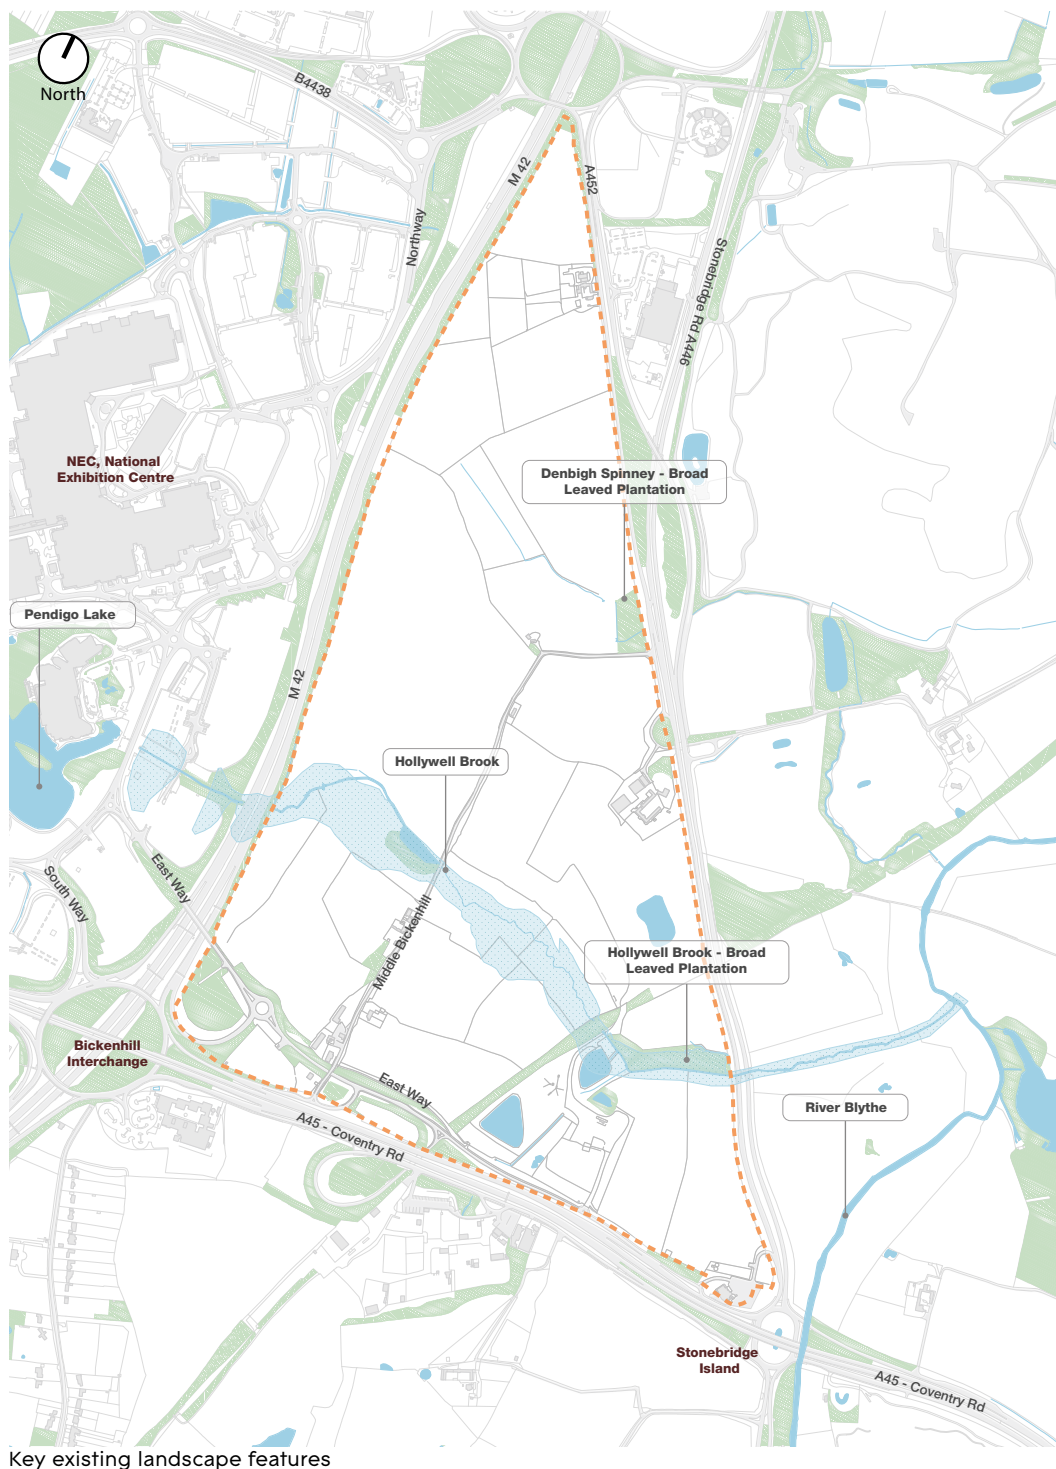 North
B4438
M 42
A452
Northway
Stonebridge Rd A446
NEC, National
Exhibition Centre
Denbigh Spinney - Broad
Leaved Plantation
Pendigo Lake
M 42
Hollywell Brook
East Way
South Way
Middle Bickenhill
Hollywell Brook - Broad
Leaved Plantation
Bickenhill
Interchange
East Way
A45 - Coventry Rd
River Blythe
Stonebridge
Island
A45 - Coventry Rd
Key existing landscape features